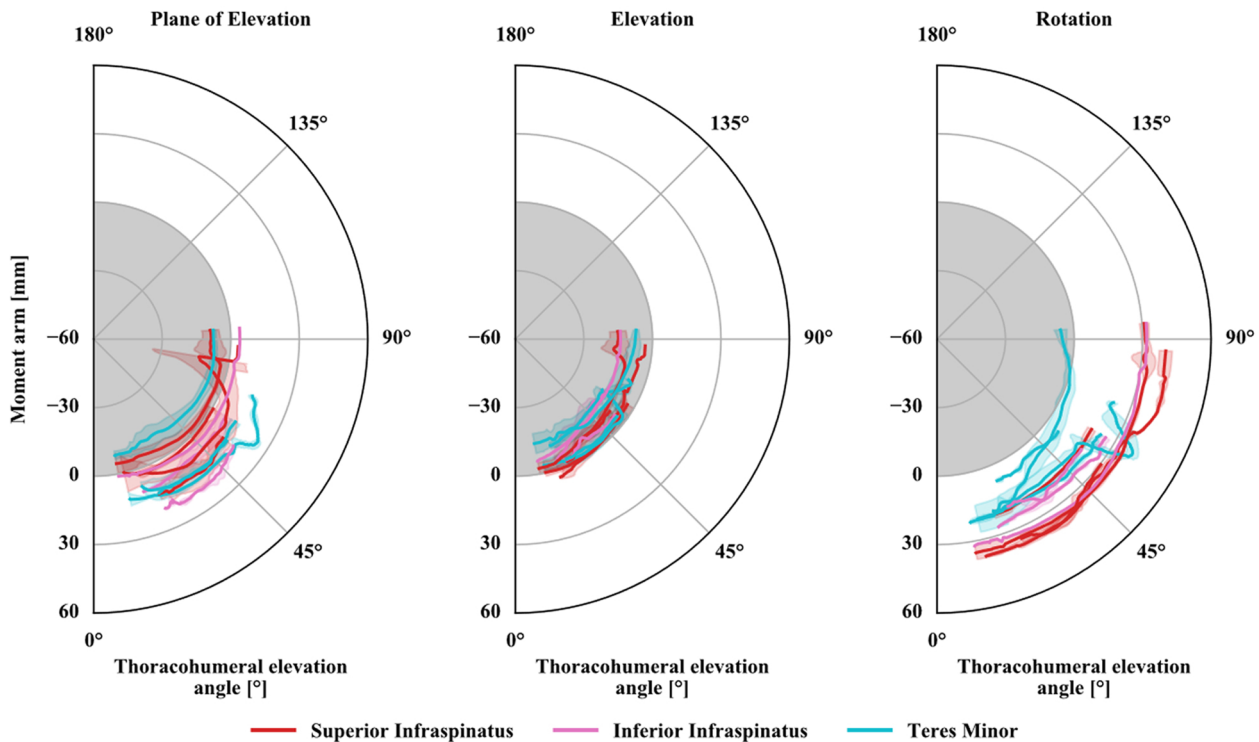 Plane of Elevation
Elevation
Rotation
180°
180°
180°
135°
135°
135°
Moment arm [mm]
−60
90°
−60
90°
−60
90°
−30
−30
−30
0
0
0
45°
45°
45°
30
30
30
60
60
60
0°
0°
0°
Thoracohumeral elevation
angle [°]
Thoracohumeral elevation
angle [°]
Thoracohumeral elevation
angle [°]
Superior Infraspinatus
Inferior Infraspinatus
Teres Minor